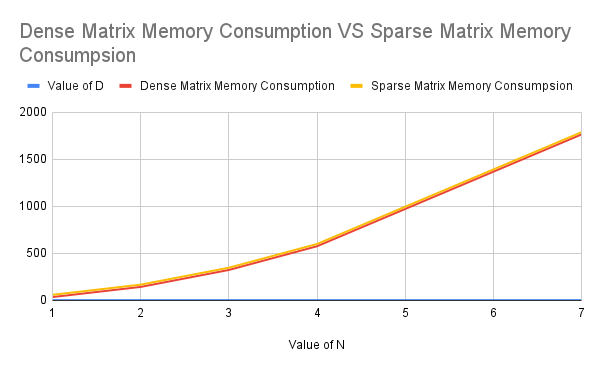 Dense Matrix Memory Consumption VS Sparse Matrix Memory
Consumpsion
Value of D Dense Matrix Memory Consumption Sparse Matrix Memory Consumpsion
2000
1500
1000
500
0
1 2 3 4 5 6 7
Value of N